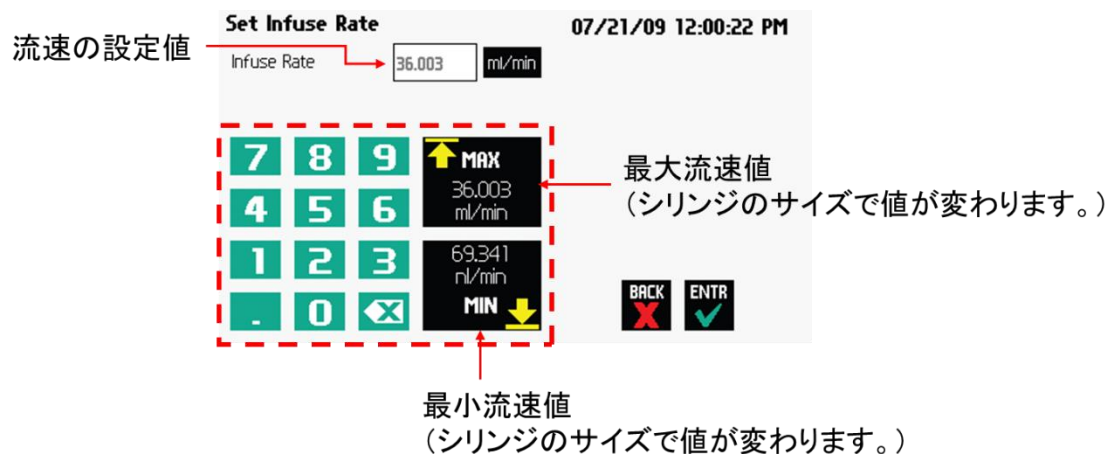 Set Infuse Rate
07/21/09 12:00:22 PM
流速の設定値
Infuse Rate 36.003 ml/min
7 8 9
MAX
36.003
ml/min
4 5 6
最大流速値
(シリンジのサイズで値が変わります。)
1 2 3
69.341
nl/min
MIN
. 0 X
BACK ENTR
最小流速値
(シリンジのサイズで値が変わります。)